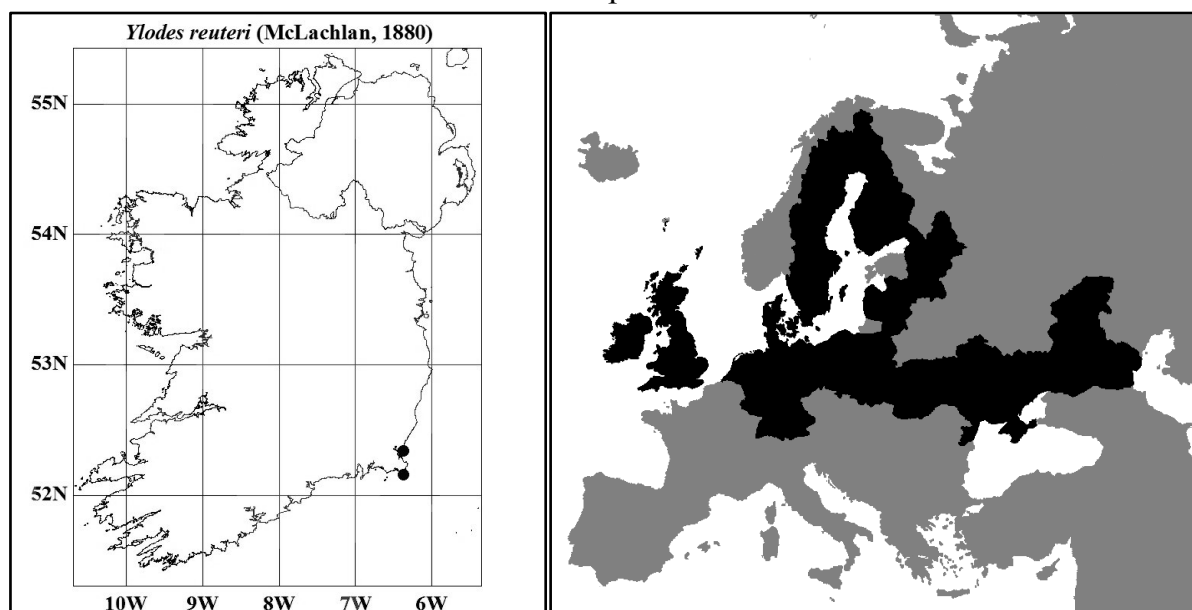 Ylodes reuteri (McLachlan, 1880)
55N
54N
53N
52N
10W 9W 8W 7W 6W